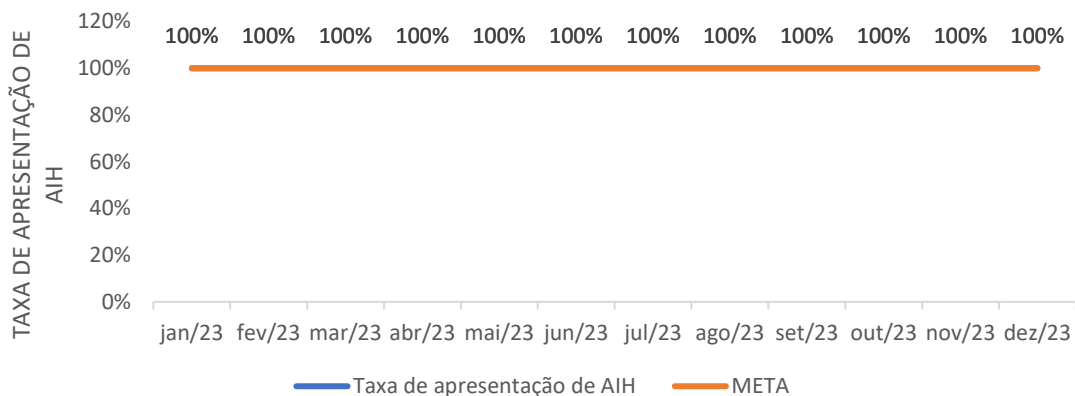 TAXA DE APRESENTAÇÃO DE
AIH
120%
100%
80%
60%
40%
20%
0%
100% 100% 100% 100% 100% 100% 100% 100% 100% 100% 100% 100%
jan/23 fev/23 mar/23 abr/23 mai/23 jun/23 jul/23 ago/23 set/23 out/23 nov/23 dez/23
Taxa de apresentação de AIH META